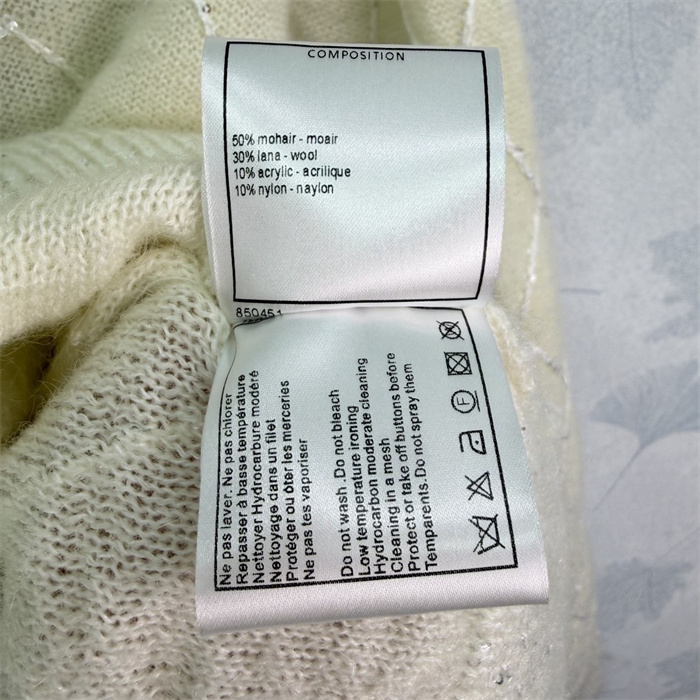 COMPOSITION
50% mohair - moair
30% lana - wool
10% acrylic - acrilique
10% nylon - naylon
850451
Ne pas laver. Ne pas chlorer
Repasser à basse température
Nettoyer Hydrocarbure modéré
Nettoyage dans un filet
Protéger ou ôter les merceries
Ne pas tes vaporiser
Do not wash .Do not bleach
Low temperature ironing
Hydrocarbon moderate cleaning
Cleaning in a mesh
Protect or take off buttons before
Temparents.Do not spray them
F